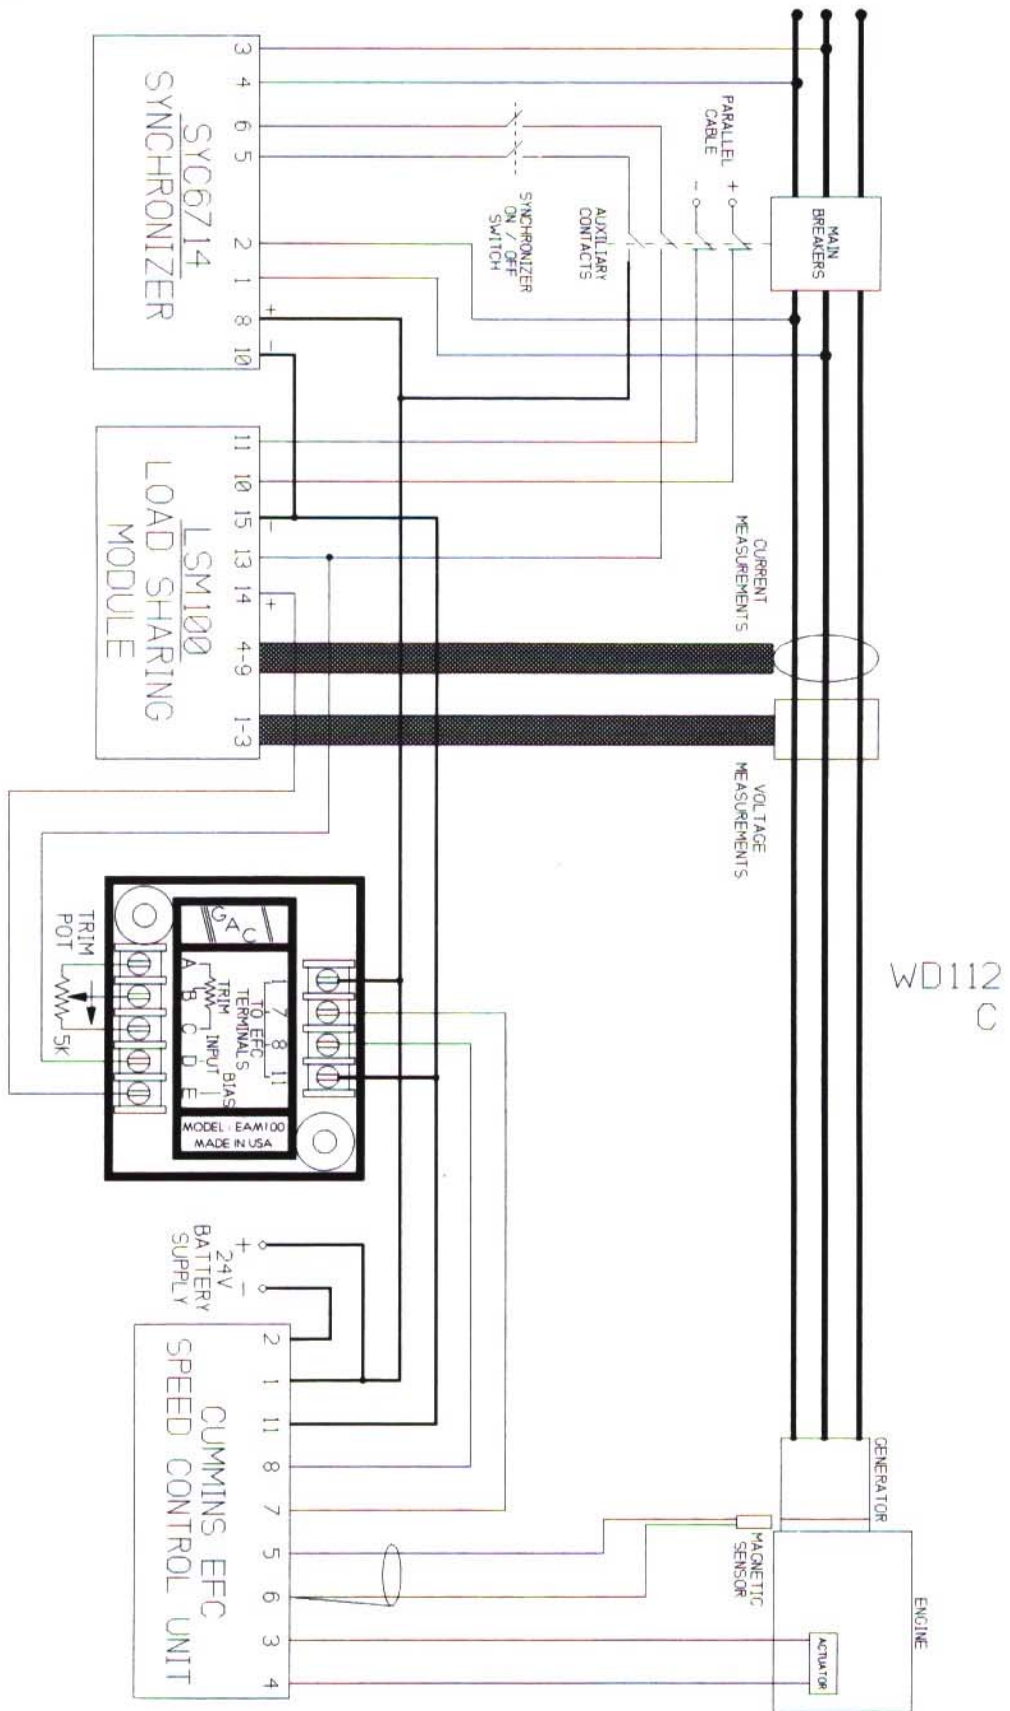 WD112
C
3
4
6
5
2
1
+
8
-
10
SYC6714
SYNCHRONIZER
PARALLEL
CABLE
-
+
MAIN
BREAKERS
AUXILIARY
CONTACTS
SYNCHRONIZER
ON / OFF
SWITCH
11
10
15
-
13
14
+
4-9
1-3
LSM100
LOAD SHARING
MODULE
CURRENT
MEASUREMENTS
VOLTAGE
MEASUREMENTS
GAC
1
7
8
11
TO EFC
TERMINALS
TRIM
INPUT
BIAS
A
B
C
D
E
MODEL : EAM100
MADE IN USA
TRIM
POT
5K
+
-
24V
BATTERY
SUPPLY
2
1
11
8
7
5
6
3
4
CUMMINS EFC
SPEED CONTROL UNIT
GENERATOR
MAGNETIC
SENSOR
ENGINE
ACTUATOR